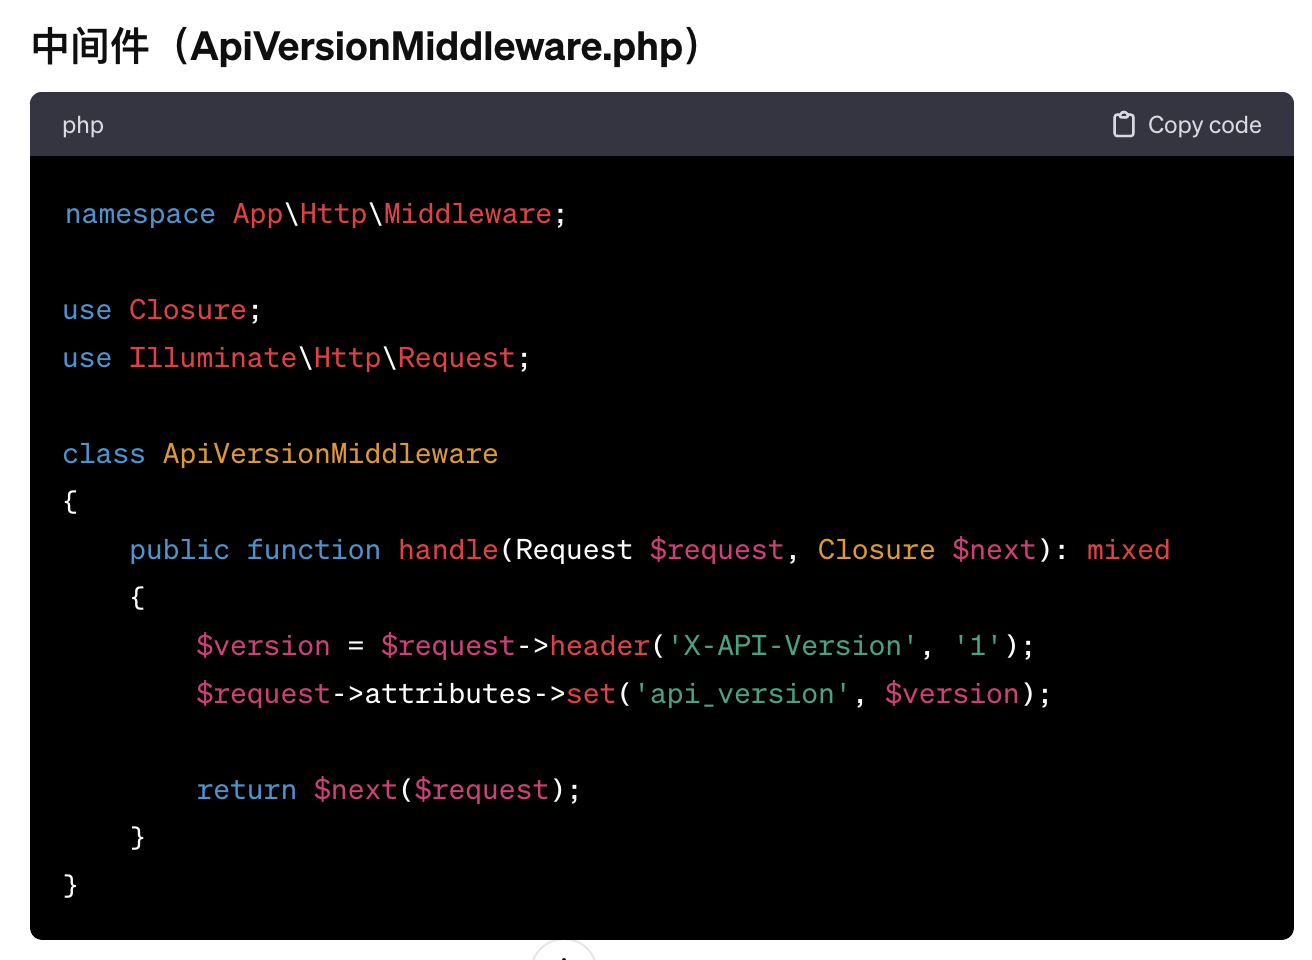 中间件（ApiVersionMiddleware.php）
php
Copy code
namespace App\Http\Middleware;
use Closure;
use Illuminate\Http\Request;
class ApiVersionMiddleware
{
    public function handle(Request $request, Closure $next): mixed
    {
        $version = $request->header('X-API-Version', '1');
        $request->attributes->set('api_version', $version);
        return $next($request);
    }
}